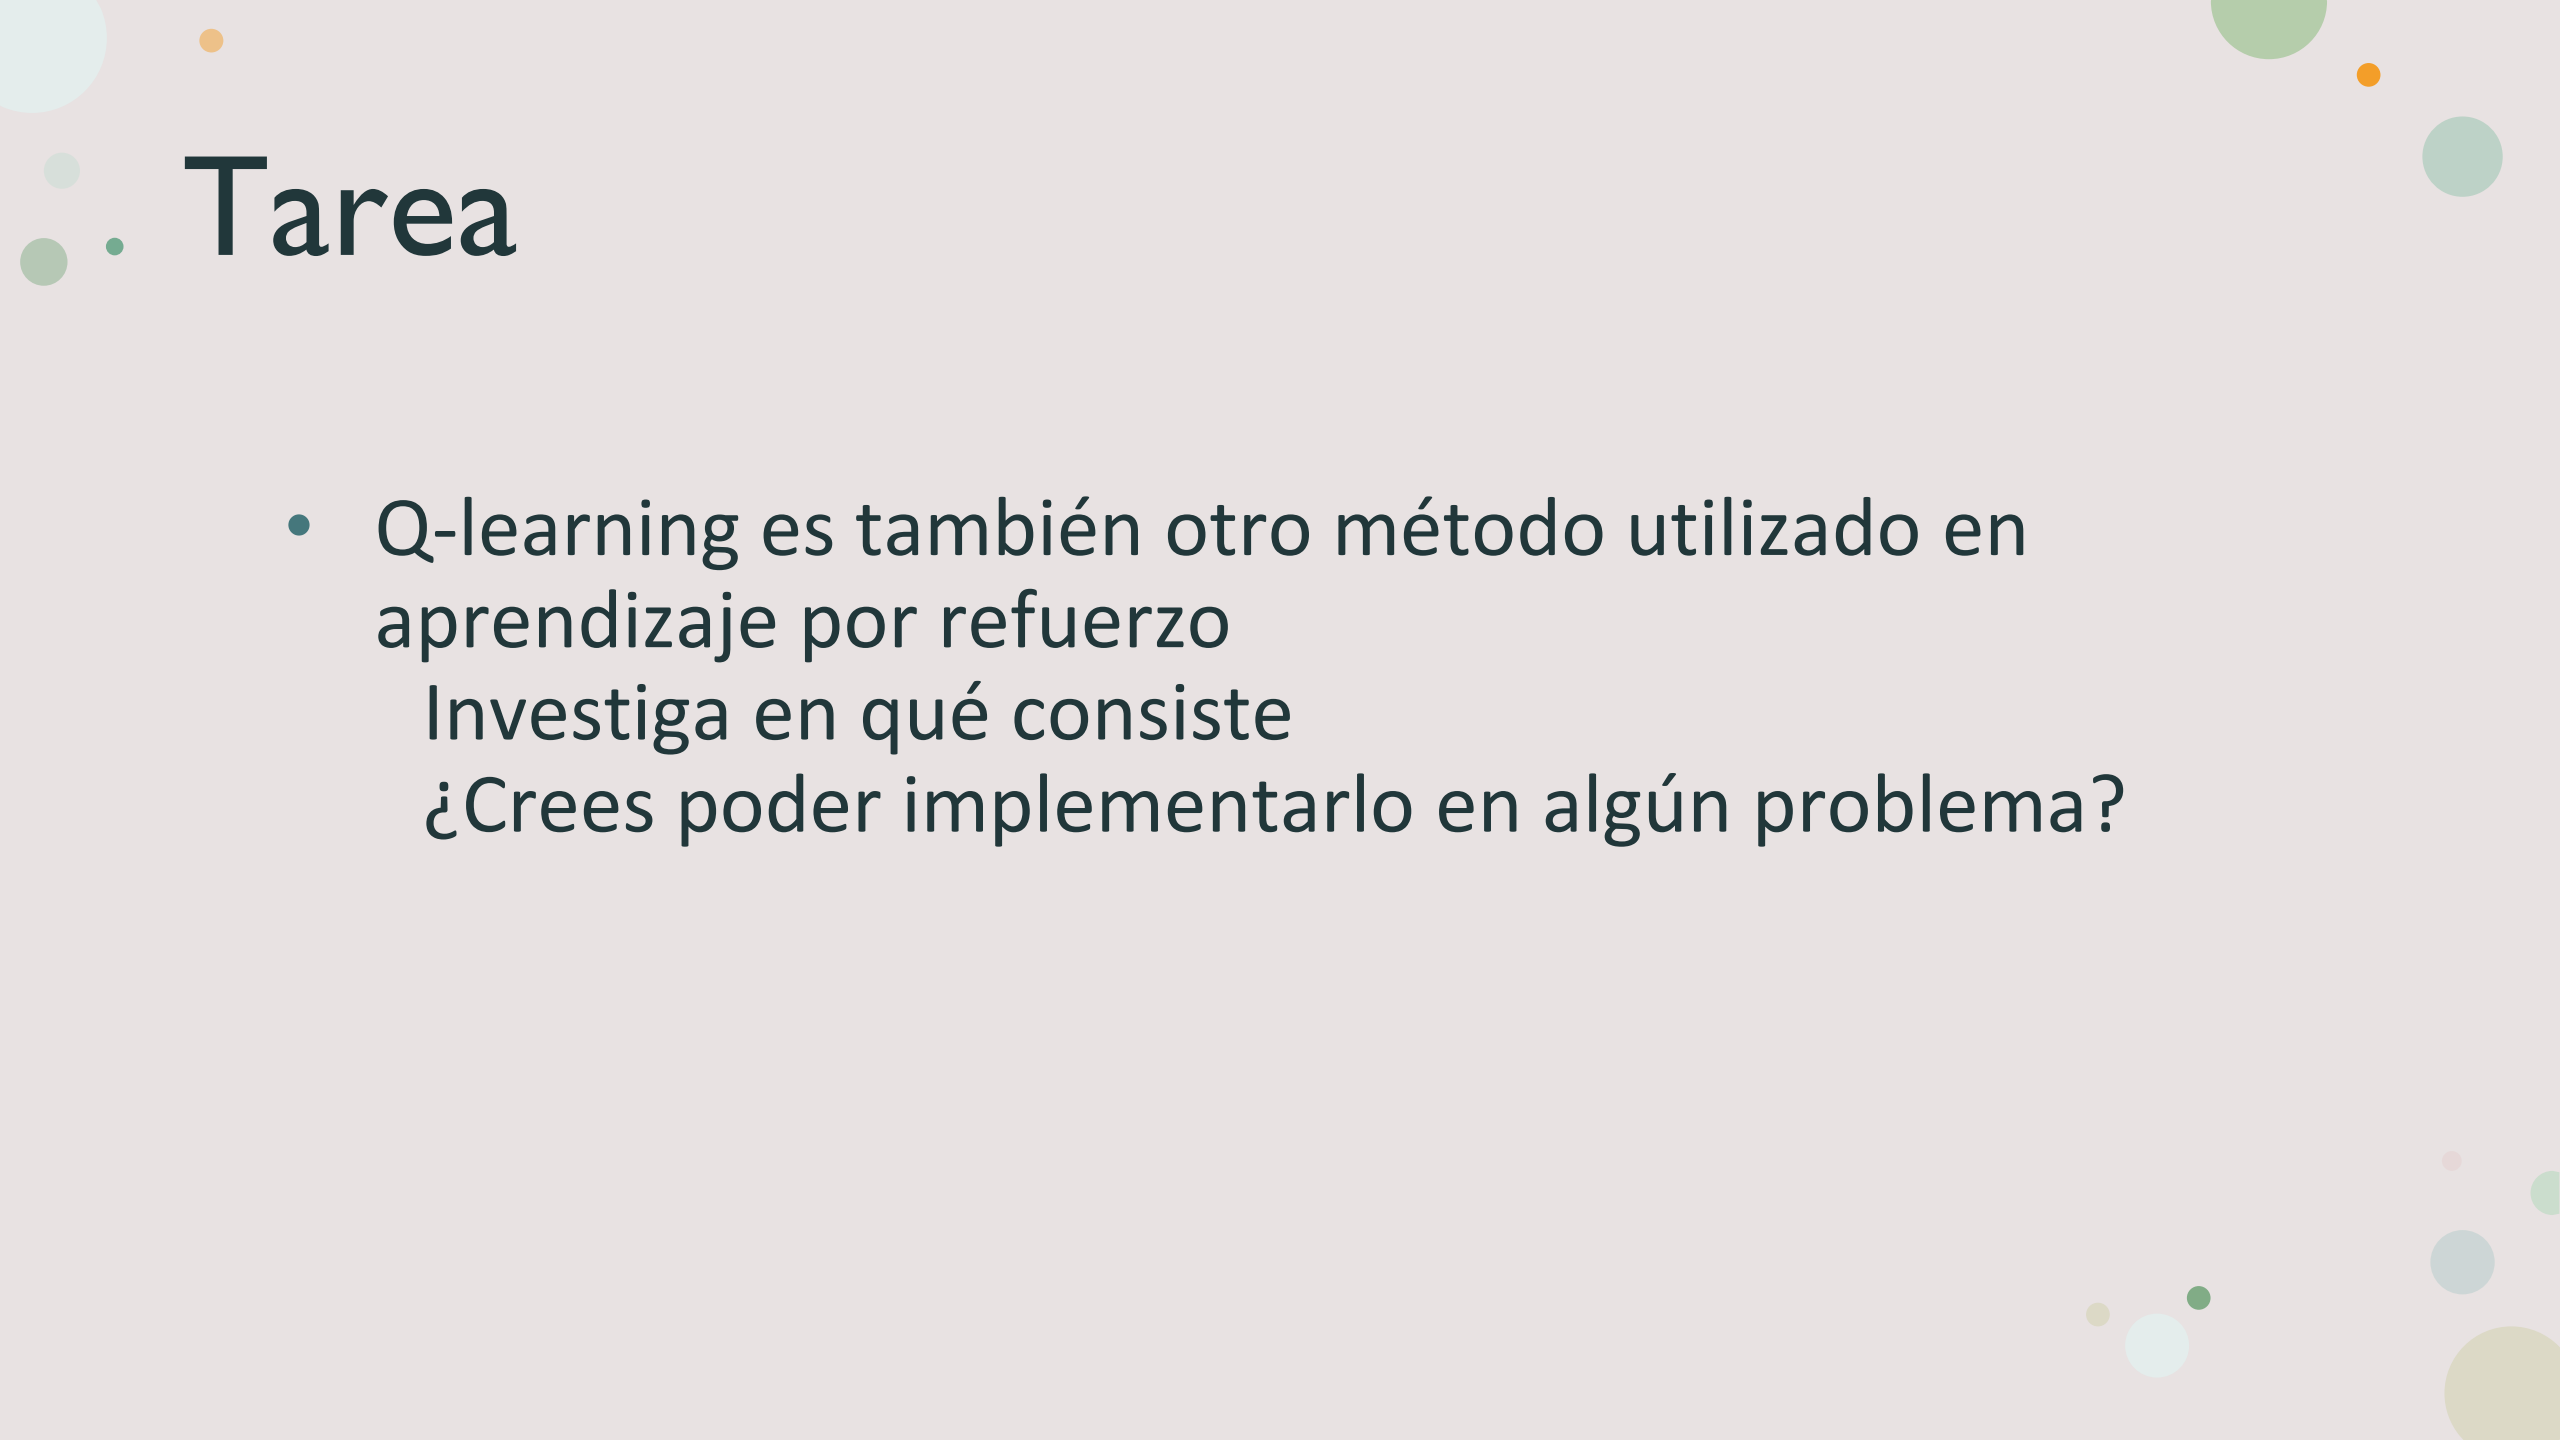 Tarea
• Q-learning es también otro método utilizado en
aprendizaje por refuerzo
Investiga en qué consiste
¿Crees poder implementarlo en algún problema?